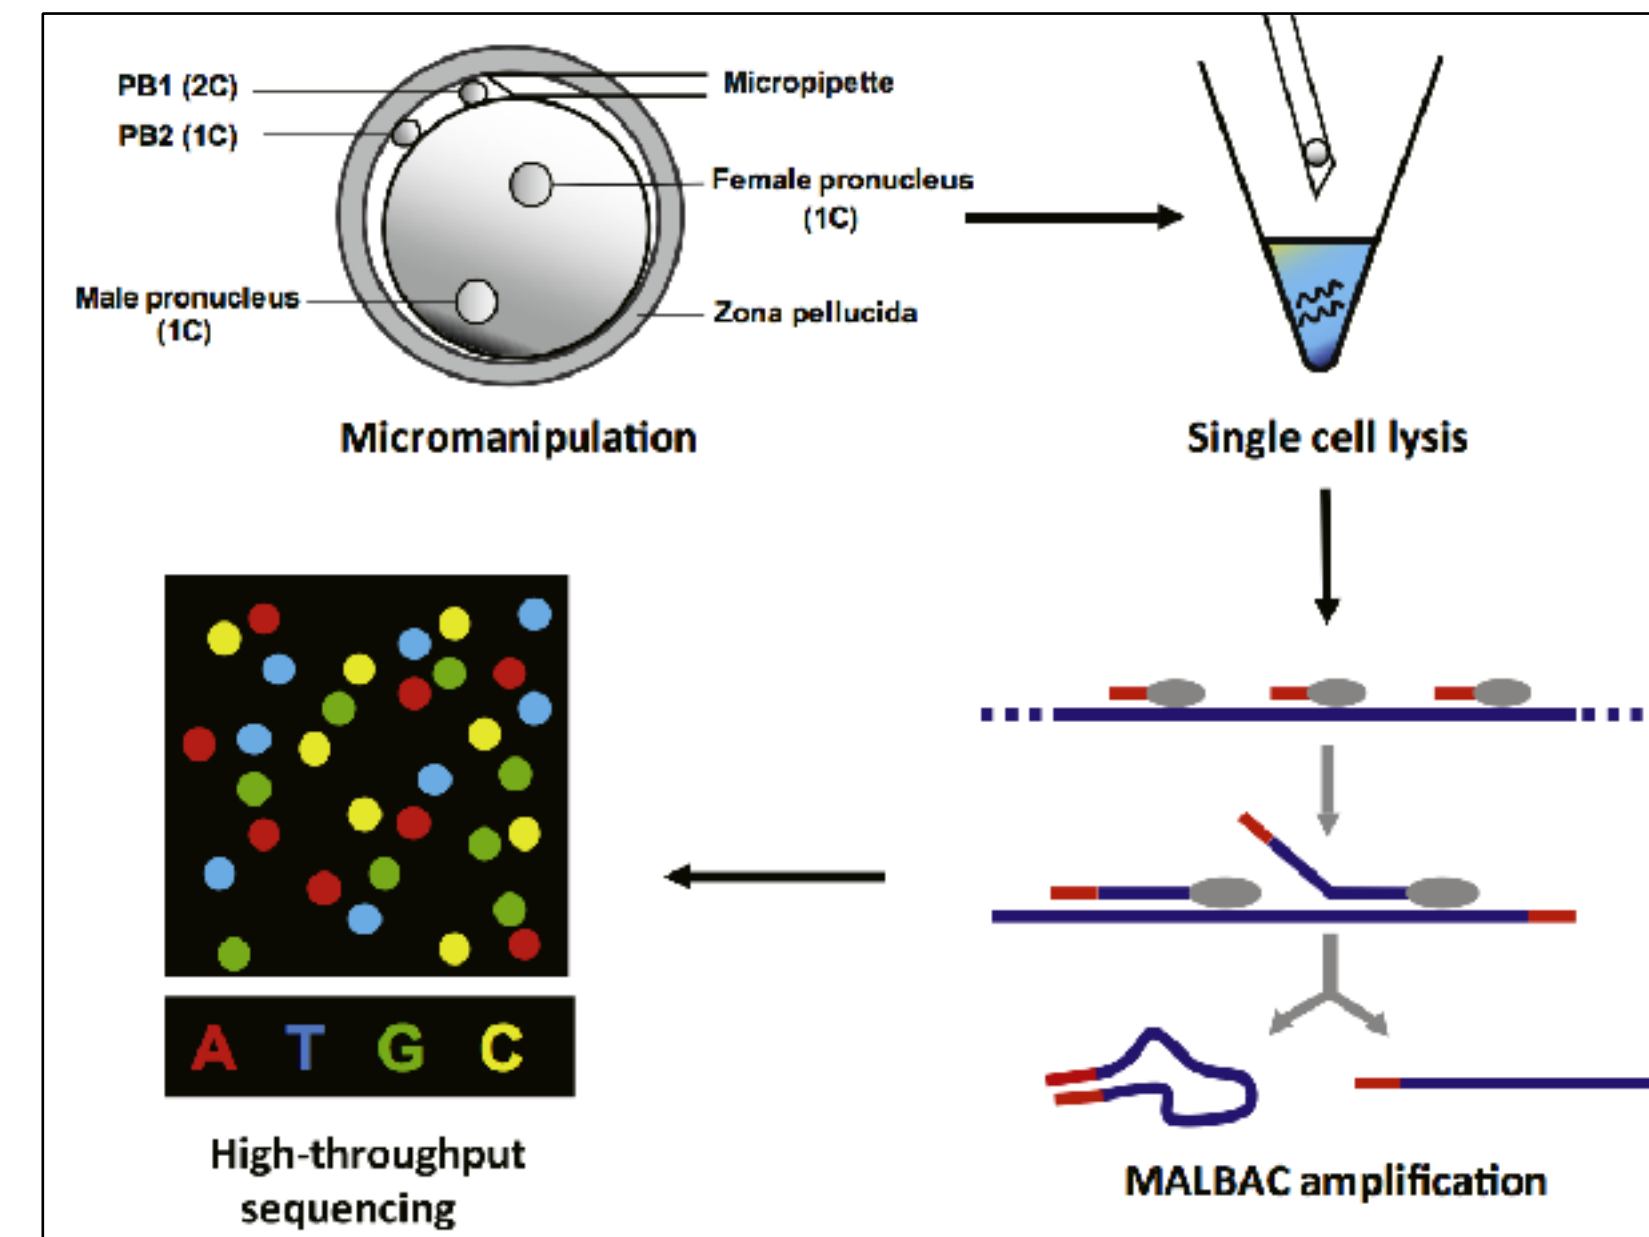 PB1 (2C)
PB2 (1C)
Micropipette
Female pronucleus
(1C)
Male pronucleus
(1C)
Zona pellucida
Micromanipulation
Single cell lysis
A T G C
High-throughput
sequencing
MALBAC amplification